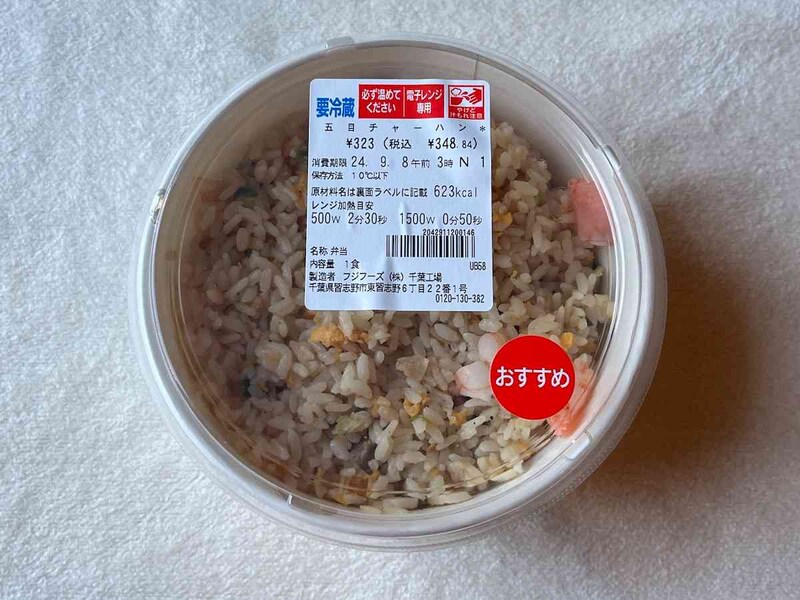 要冷蔵 必ず温めてください 電子レンジ専用 やけど汁もれ注意
五目チャーハン*
¥323(税込 ¥348.84)
消費期限 24. 9. 8午前 3時 N 1
保存方法 10℃以下
原材料名は裏面ラベルに記載 623kcal
レンジ加熱目安
500W 2分30秒 1500W 0分50秒
2042911200146
名称 弁当
内容量 1食 UB58
製造者 フジフーズ(株)千葉工場
千葉県習志野市東習志野6丁目22番1号
0120-130-382
おすすめ